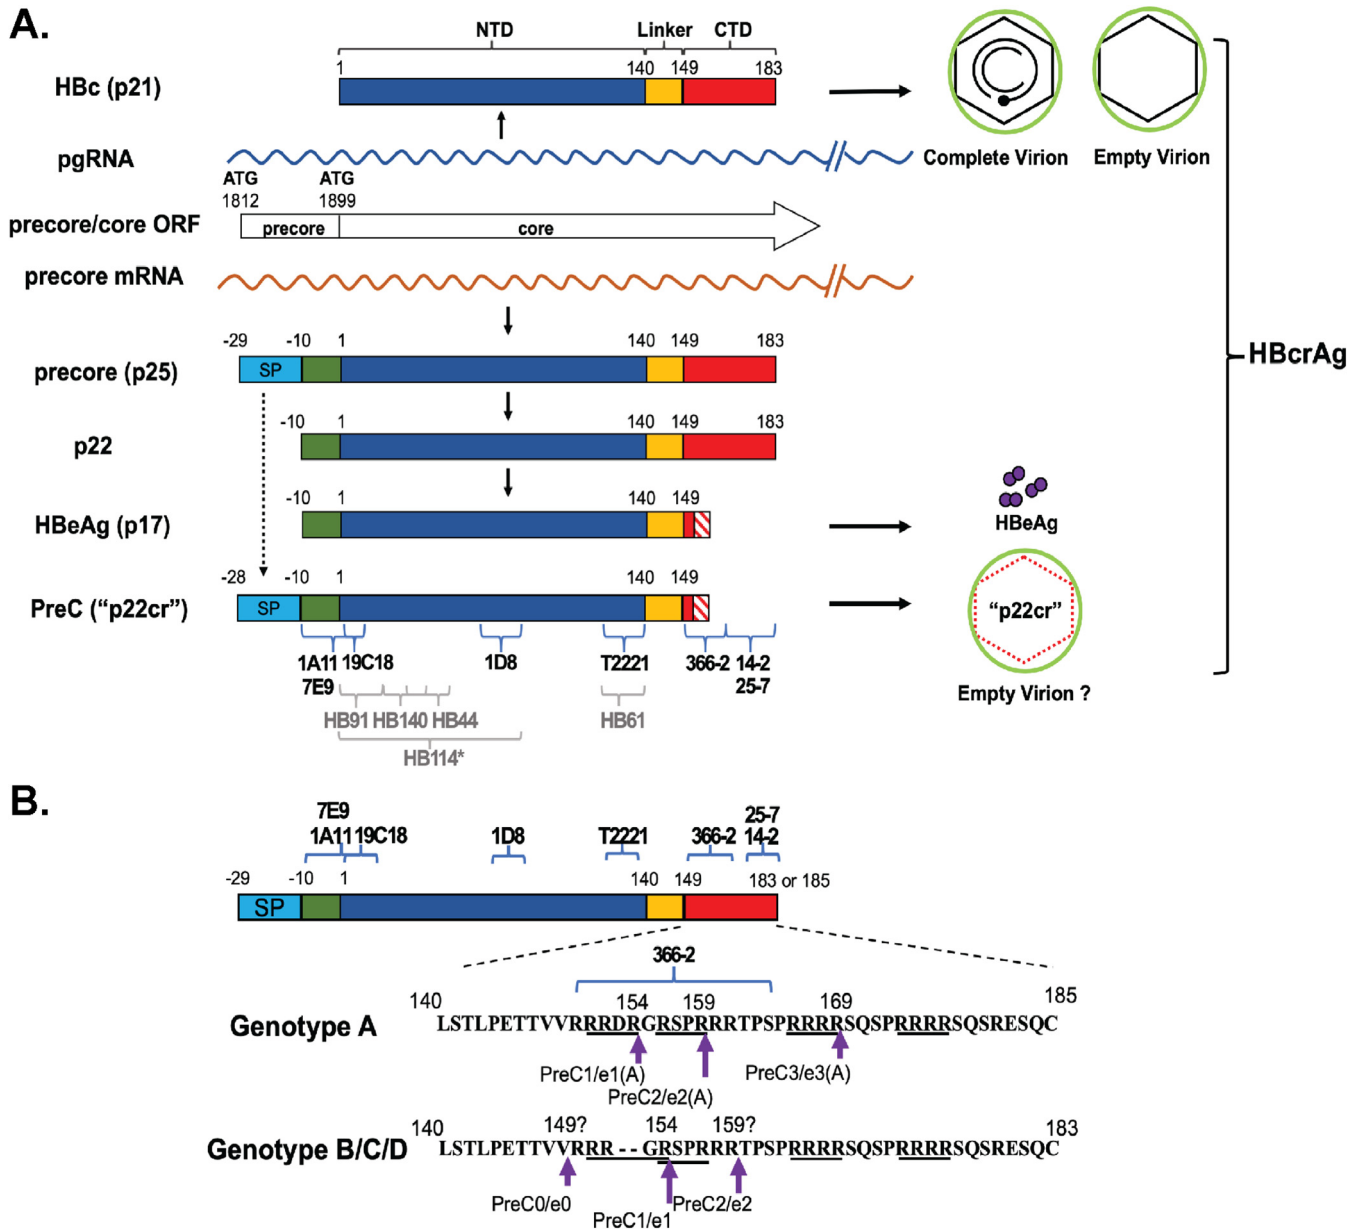 A.
NTD Linker CTD
1 140 149 183
HBc (p21)
pgRNA
Complete Virion Empty Virion
ATG ATG
1812 1899
precore/core ORF
precore core
precore mRNA
HBcrAg
-29 -10 1 140 149 183
precore (p25) SP
-10 1 140 149 183
p22
-10 1 140 149
HBeAg (p17)
HBeAg
-28 -10 1 140 149
PreC (“p22cr”) SP
“p22cr”
1A11 19C18 1D8 T2221 366-2 14-2
7E9 25-7
Empty Virion ?
HB91 HB140 HB44 HB61
HB114*
B.
7E9 25-7
1A11 19C18 1D8 T2221 366-2 14-2
-29 -10 1 140 149 183 or 185
SP
366-2
140 154 159 169 185
Genotype A LSTLPETTVVRRRDRGRSPRRRTPSPRRRRSQSPRRRRSQSRESQC
PreC1/e1(A) PreC3/e3(A)
PreC2/e2(A)
140 149? 154 159? 183
Genotype B/C/D LSTLPETTVVRRR--GRSPRRRTPSPRRRRSQSPRRRRSQSRESQC
PreC0/e0 PreC2/e2
PreC1/e1